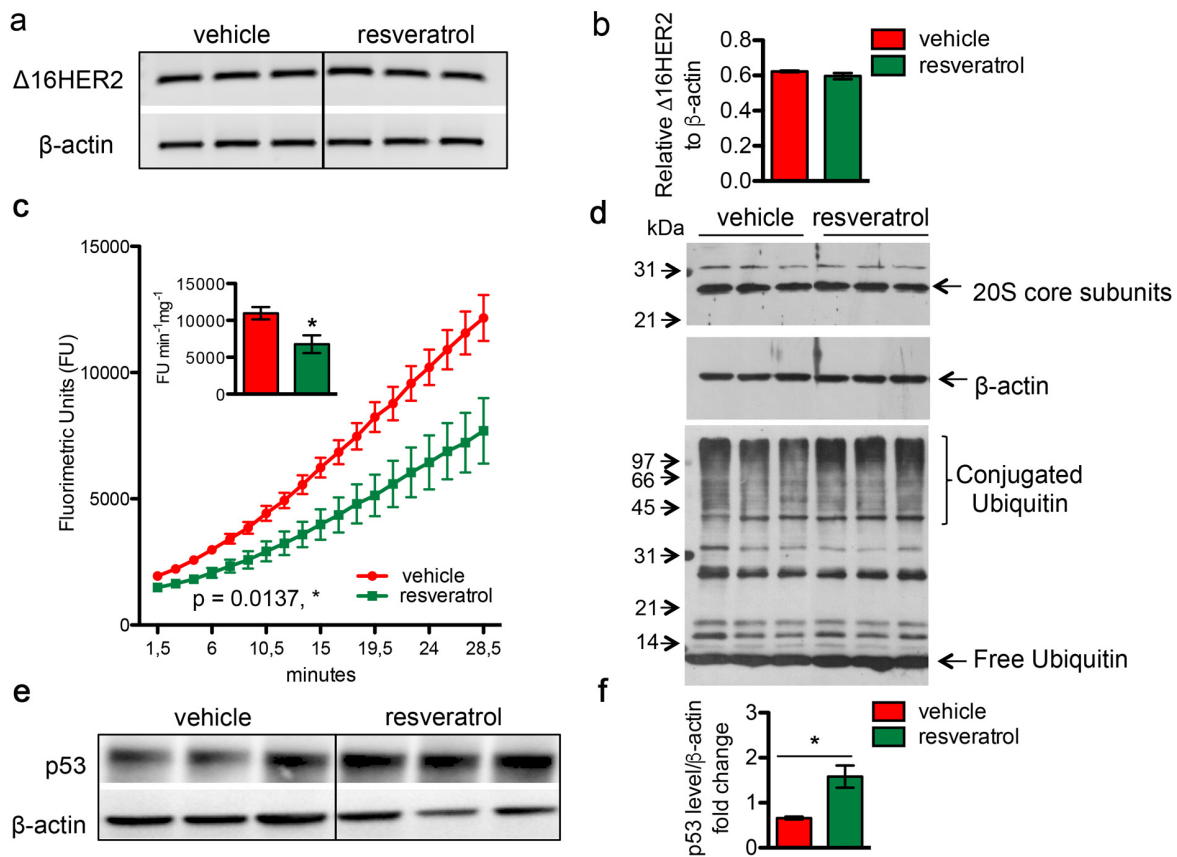 a
vehicle
resveratrol
Δ16HER2
β-actin
b
Relative Δ16HER2
to β-actin
0.8
0.6
0.4
0.2
0.0
vehicle
resveratrol
c
Fluorimetric Units (FU)
15000
10000
5000
0
FU min-1mg-1
15000
10000
5000
0
*
vehicle
resveratrol
p = 0.0137, *
1,5 6 10,5 15 19,5 24 28,5
minutes
d
kDa
vehicle
resveratrol
31
21
20S core subunits
β-actin
97
66
45
31
21
14
Conjugated
Ubiquitin
Free Ubiquitin
e
vehicle
resveratrol
p53
β-actin
f
p53 level/β-actin
fold change
3
2
1
0
*
vehicle
resveratrol